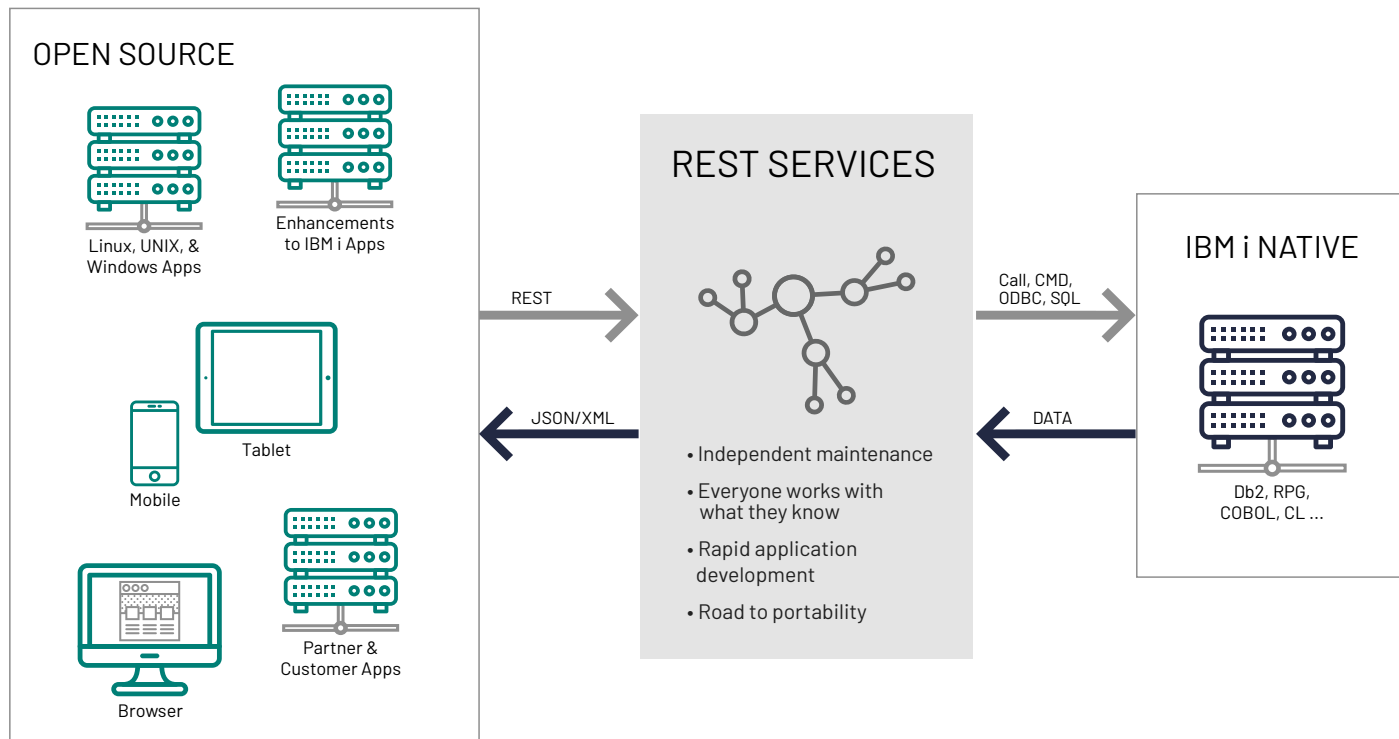 OPEN SOURCE
Linux, UNIX, &
Windows Apps
Enhancements
to IBM i Apps
Tablet
Mobile
Partner &
Customer Apps
Browser
REST
JSON/XML
REST SERVICES
• Independent maintenance
• Everyone works with
what they know
• Rapid application
development
• Road to portability
Call, CMD,
ODBC, SQL
DATA
IBM i NATIVE
Db2, RPG,
COBOL, CL ...